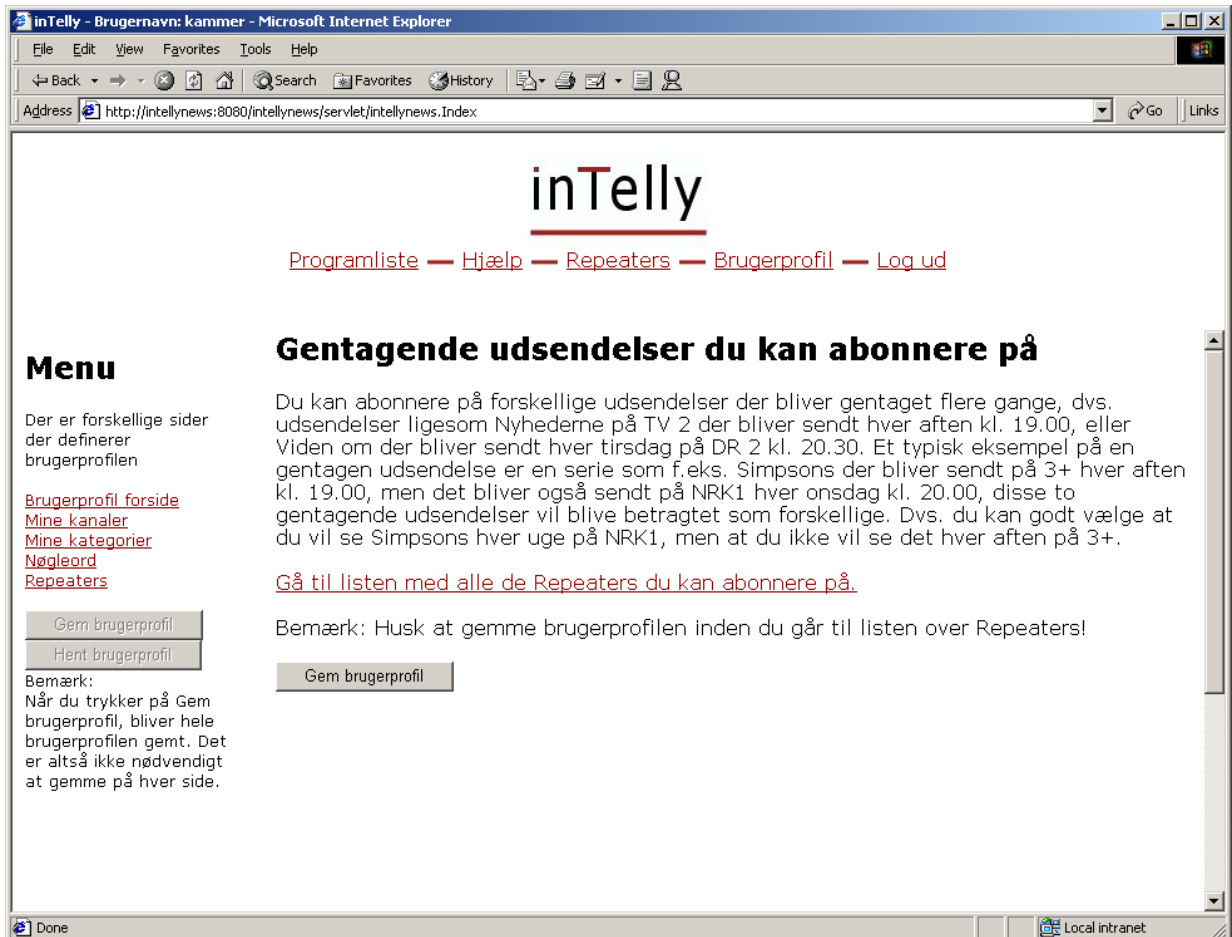 inTelly - Brugernavn: kammer - Microsoft Internet Explorer
File Edit View Favorites Tools Help
Back Search Favorites History
Address http://intellynews:8080/intellynews/servlet/intellynews.Index Go Links
inTelly
Programliste — Hjælp — Repeaters — Brugerprofil — Log ud
Menu
Der er forskellige sider
der definerer
brugerprofilen
Brugerprofil forside
Mine kanaler
Mine kategorier
Nøgleord
Repeaters
Gem brugerprofil
Hent brugerprofil
Bemærk:
Når du trykker på Gem
brugerprofil, bliver hele
brugerprofilen gemt. Det
er altså ikke nødvendigt
at gemme på hver side.
Gentagende udsendelser du kan abonnere på
Du kan abonnere på forskellige udsendelser der bliver gentaget flere gange, dvs.
udsendelser ligesom Nyhederne på TV 2 der bliver sendt hver aften kl. 19.00, eller
Viden om der bliver sendt hver tirsdag på DR 2 kl. 20.30. Et typisk eksempel på en
gentagen udsendelse er en serie som f.eks. Simpsons der bliver sendt på 3+ hver aften
kl. 19.00, men det bliver også sendt på NRK1 hver onsdag kl. 20.00, disse to
gentagende udsendelser vil blive betragtet som forskellige. Dvs. du kan godt vælge at
du vil se Simpsons hver uge på NRK1, men at du ikke vil se det hver aften på 3+.
Gå til listen med alle de Repeaters du kan abonnere på.
Bemærk: Husk at gemme brugerprofilen inden du går til listen over Repeaters!
Gem brugerprofil
Done Local intranet